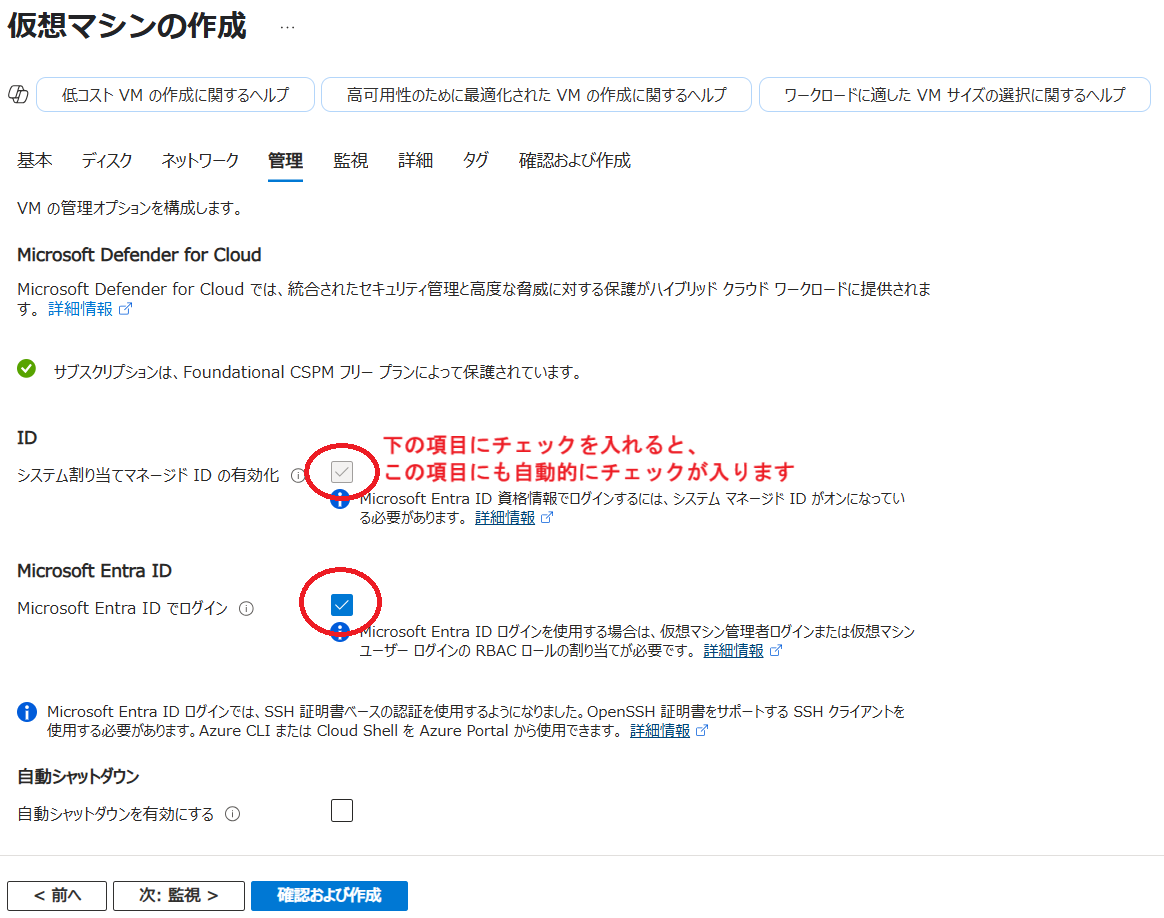 仮想マシンの作成 ...
低コスト VM の作成に関するヘルプ 高可用性のために最適化された VM の作成に関するヘルプ ワークロードに適した VM サイズの選択に関するヘルプ
基本 ディスク ネットワーク 管理 監視 詳細 タグ 確認および作成
VM の管理オプションを構成します。
Microsoft Defender for Cloud
Microsoft Defender for Cloud では、統合されたセキュリティ管理と高度な脅威に対する保護がハイブリッド クラウド ワークロードに提供されま
す。 詳細情報
サブスクリプションは、Foundational CSPM フリー プランによって保護されています。
ID
下の項目にチェックを入れると、
この項目にも自動的にチェックが入ります
システム割り当てマネージド ID の有効化
Microsoft Entra ID 資格情報でログインするには、システム マネージド ID がオンになってい
る必要があります。 詳細情報
Microsoft Entra ID
Microsoft Entra ID でログイン
Microsoft Entra ID ログインを使用する場合は、仮想マシン管理者ログインまたは仮想マシン
ユーザー ログインの RBAC ロールの割り当てが必要です。 詳細情報
Microsoft Entra ID ログインでは、SSH 証明書ベースの認証を使用するようになりました。OpenSSH 証明書をサポートする SSH クライアントを
使用する必要があります。Azure CLI または Cloud Shell を Azure Portal から使用できます。 詳細情報
自動シャットダウン
自動シャットダウンを有効にする
< 前へ 次: 監視 > 確認および作成